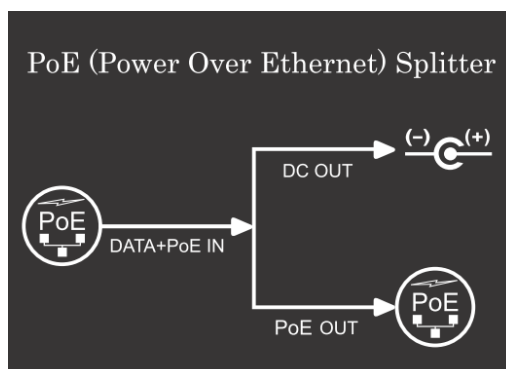 PoE (Power Over Ethernet) Splitter
(-) (+)
DC OUT
PoE
DATA+PoE IN
PoE
PoE OUT